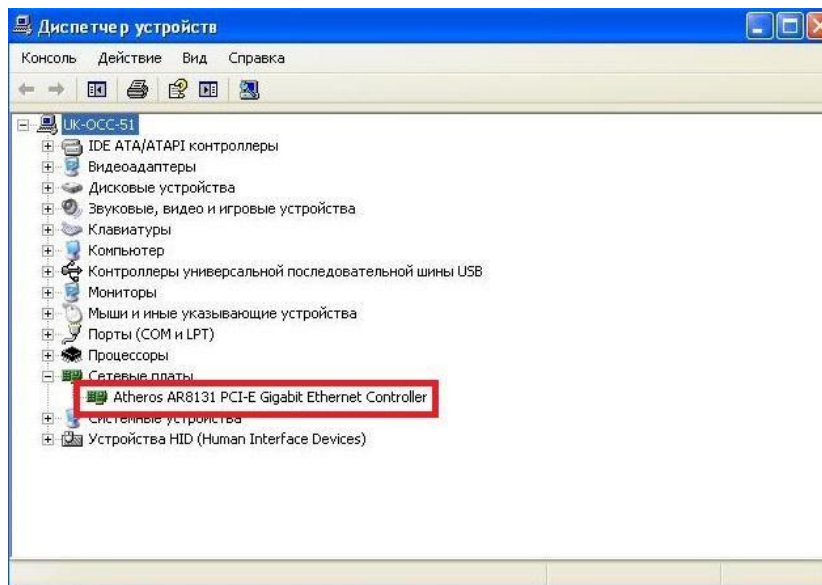 Диспетчер устройств
Консоль Действие Вид Справка
UK-OCC-51
IDE ATA/ATAPI контроллеры
Видеоадаптеры
Дисковые устройства
Звуковые, видео и игровые устройства
Клавиатуры
Компьютер
Контроллеры универсальной последовательной шины USB
Мониторы
Мыши и иные указывающие устройства
Порты (COM и LPT)
Процессоры
Сетевые платы
Atheros AR8131 PCI-E Gigabit Ethernet Controller
Системные устройства
Устройства HID (Human Interface Devices)